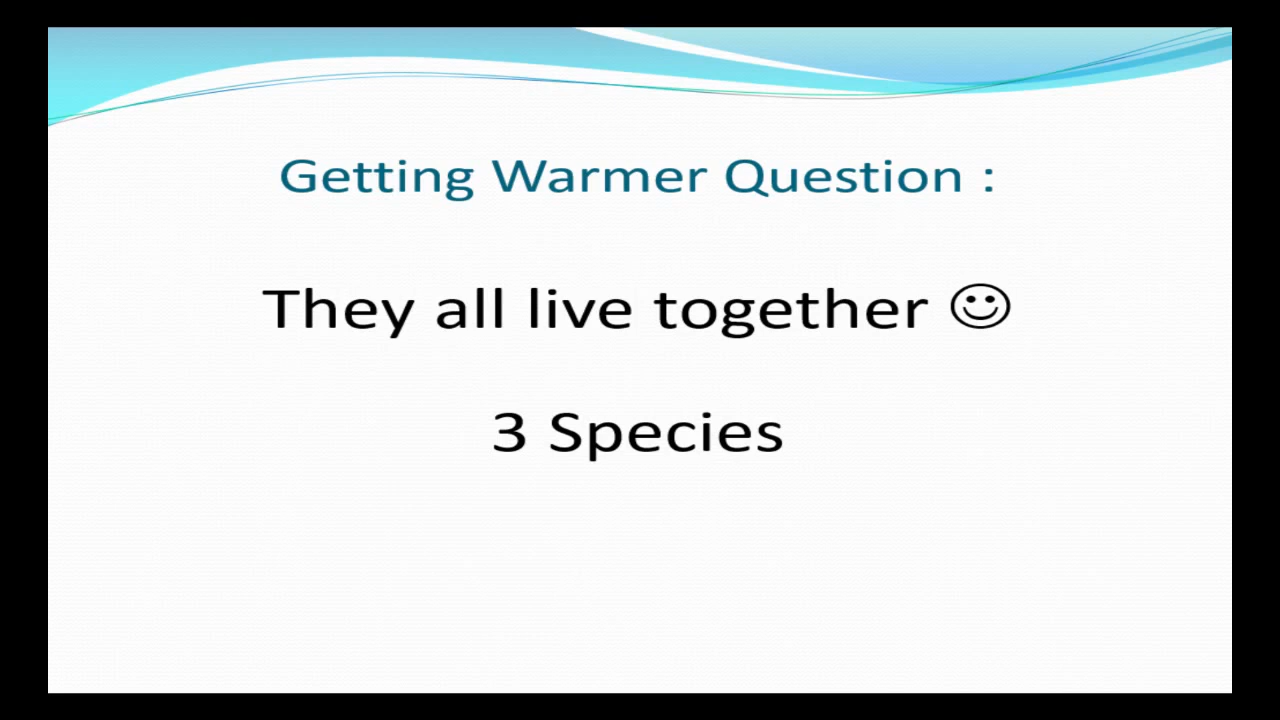 Getting Warmer Question :
They all live together ☺
3 Species